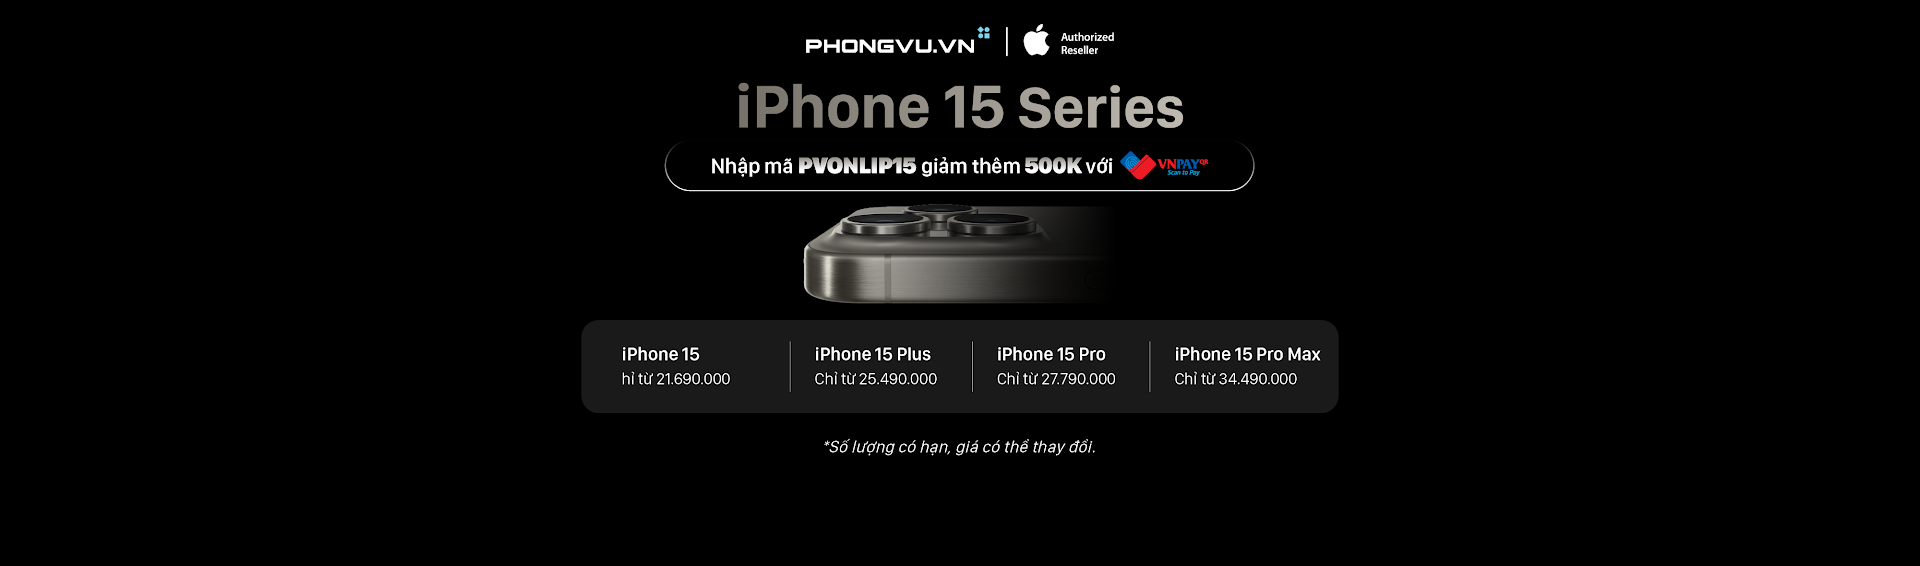 PHONGVU.VN
Authorized
Reseller
iPhone 15 Series
Nhập mã PVONLIP15 giảm thêm 500K với VNPAYQR
Scan to Pay
iPhone 15
hỉ từ 21.690.000
iPhone 15 Plus
Chỉ từ 25.490.000
iPhone 15 Pro
Chỉ từ 27.790.000
iPhone 15 Pro Max
Chỉ từ 34.490.000
*Số lượng có hạn, giá có thể thay đổi.